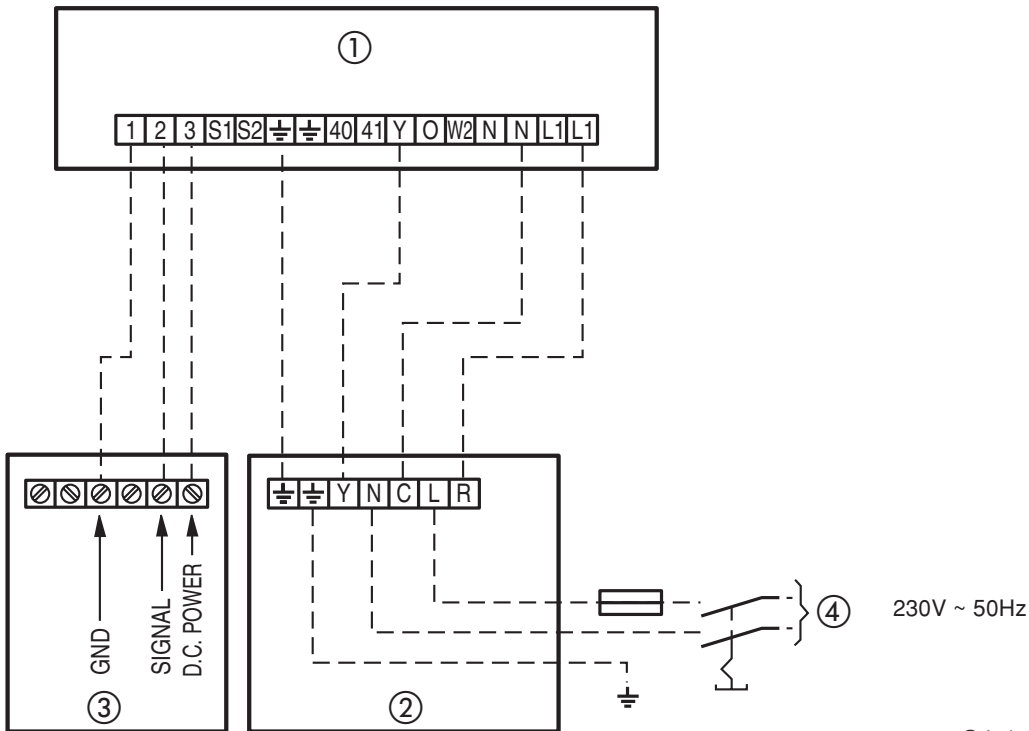 ①
1 2 3 S1 S2 40 41 Y O W2 N N L1 L1
Y N C L R
GND
SIGNAL
D.C. POWER
④ 230V ~ 50Hz
③
②